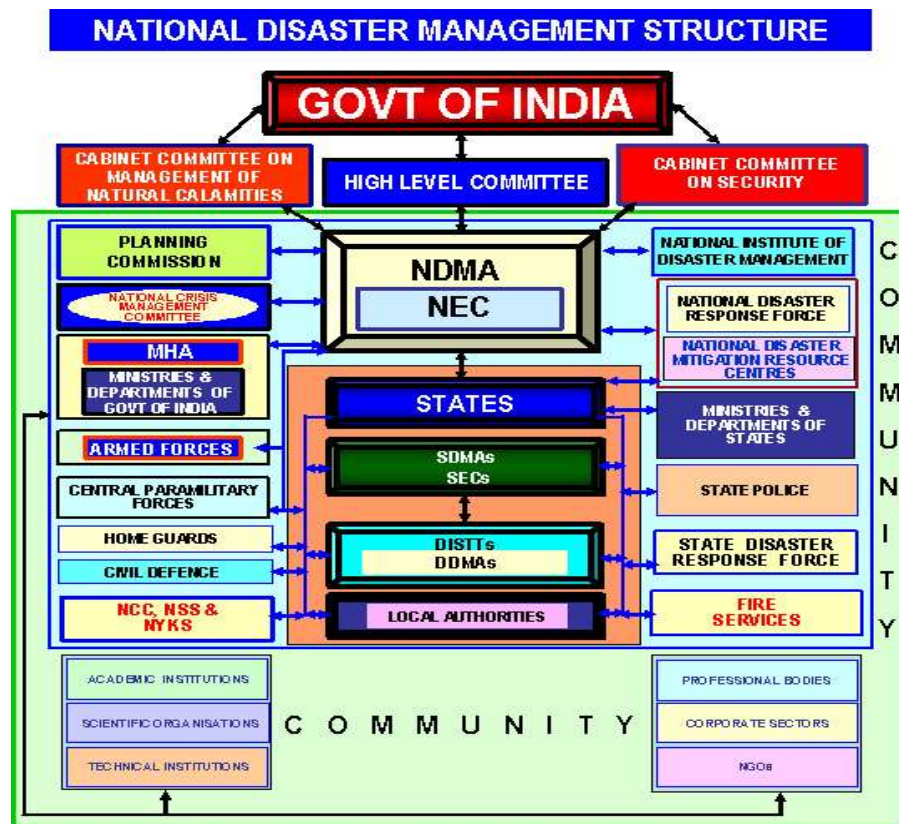 NATIONAL DISASTER MANAGEMENT STRUCTURE
GOVT OF INDIA
CABINET COMMITTEE ON
MANAGEMENT OF
NATURAL CALAMITIES
HIGH LEVEL COMMITTEE
CABINET COMMITTEE
ON SECURITY
PLANNING
COMMISSION
NATIONAL CRISIS
MANAGEMENT
COMMITTEE
MHA
MINISTRIES &
DEPARTMENTS OF
GOVT OF INDIA
ARMED FORCES
CENTRAL PARAMILITARY
FORCES
HOME GUARDS
CIVIL DEFENCE
NCC, NSS &
NYKS
NDMA
NEC
STATES
SDMAs
SECs
DISTTs
DDMAs
LOCAL AUTHORITIES
NATIONAL INSTITUTE OF
DISASTER MANAGEMENT
NATIONAL DISASTER
RESPONSE FORCE
NATIONAL DISASTER
MITIGATION RESOURCE
CENTRES
MINISTRIES &
DEPARTMENTS OF
STATES
STATE POLICE
STATE DISASTER
RESPONSE FORCE
FIRE
SERVICES
COMMUNITY
ACADEMIC INSTITUTIONS
SCIENTIFIC ORGANISATIONS
TECHNICAL INSTITUTIONS
COMMUNITY
PROFESSIONAL BODIES
CORPORATE SECTORS
NGOs